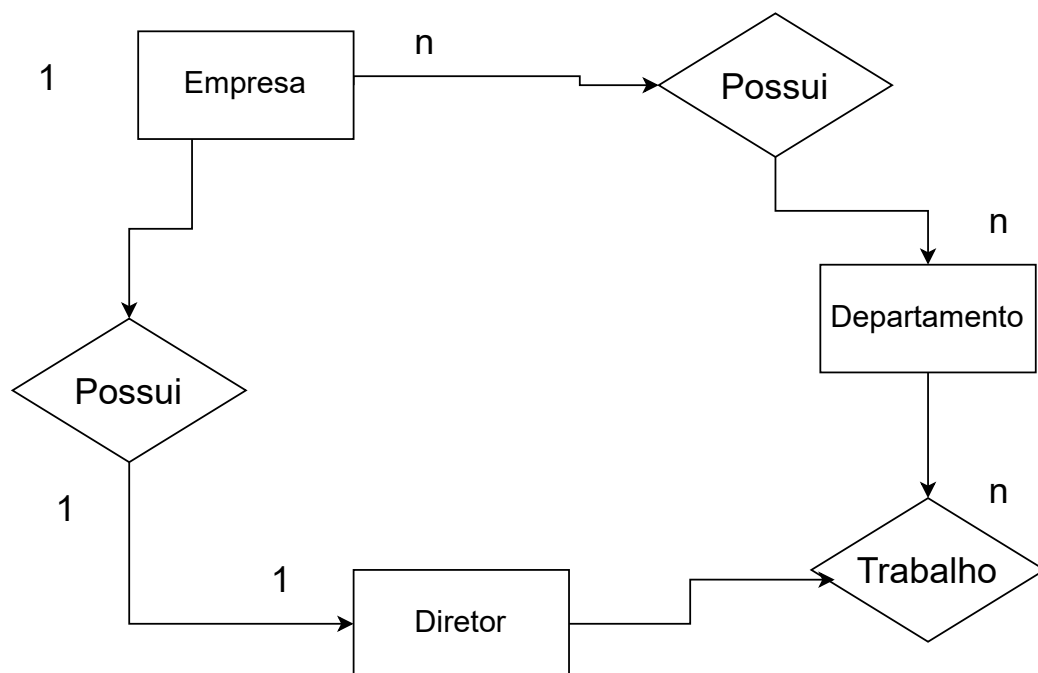 n
1
Empresa
Possui
n
Departamento
Possui
1
n
1
Trabalho
Diretor